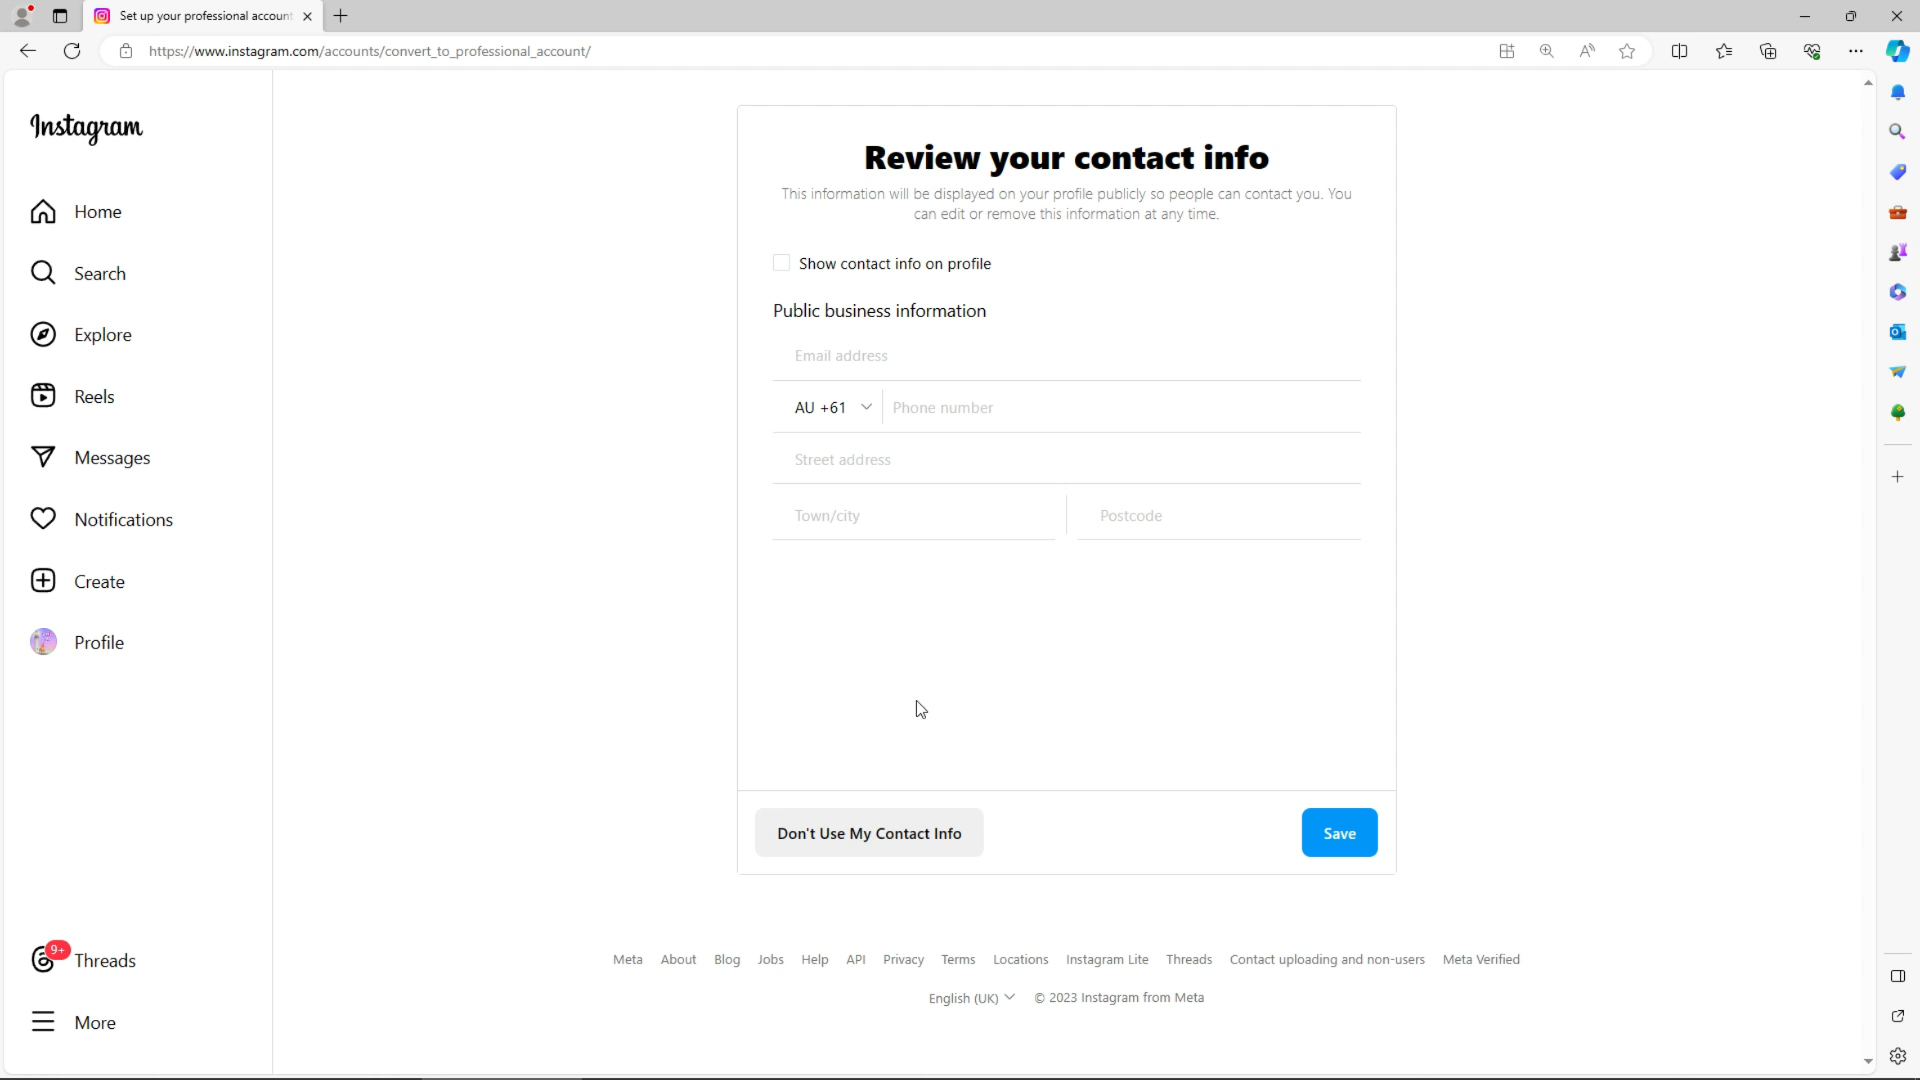 Set up your professional account
https://www.instagram.com/accounts/convert_to_professional_account/
Instagram
Home
Search
Explore
Reels
Messages
Notifications
Create
Profile
9+
Threads
More
Review your contact info
This information will be displayed on your profile publicly so people can contact you. You
can edit or remove this information at any time.
Show contact info on profile
Public business information
Email address
AU +61 Phone number
Street address
Town/city Postcode
Don't Use My Contact Info Save
Meta About Blog Jobs Help API Privacy Terms Locations Instagram Lite Threads Contact uploading and non-users Meta Verified
English (UK) © 2023 Instagram from Meta